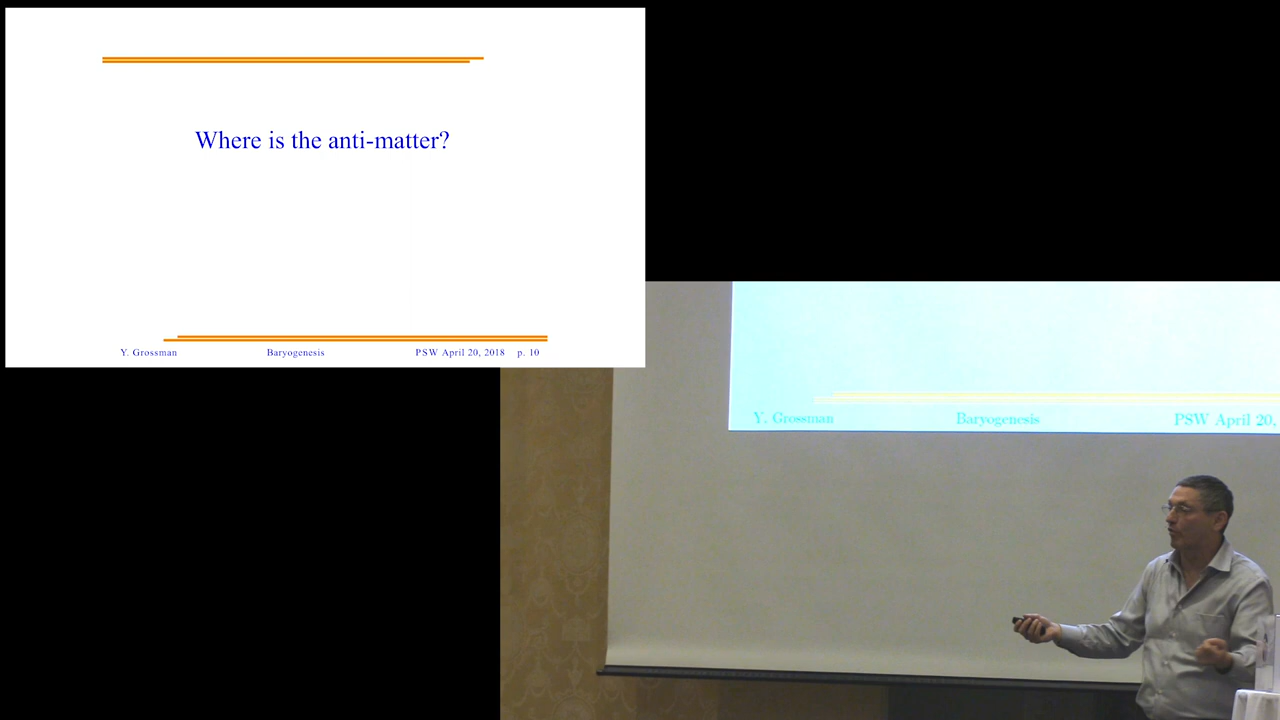 Where is the anti-matter?
Y. Grossman Baryogenesis PSW April 20, 2018 p. 10
Y. Grossman Baryogenesis PSW April 20,